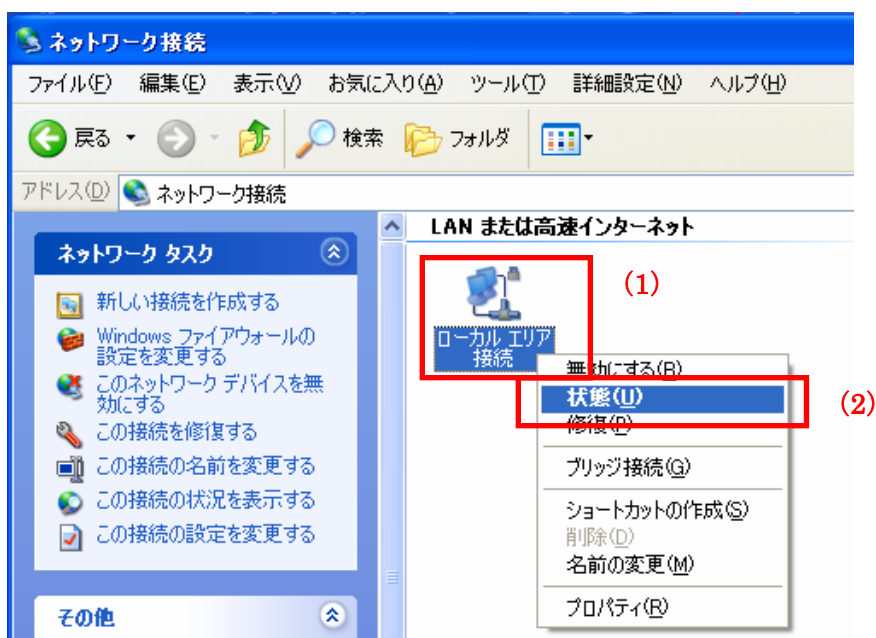 ネットワーク接続
ファイル(F) 編集(E) 表示(V) お気に入り(A) ツール(T) 詳細設定(N) ヘルプ(H)
戻る 検索 フォルダ
アドレス(D) ネットワーク接続
ネットワーク タスク
新しい接続を作成する
Windows ファイアウォールの
設定を変更する
このネットワーク デバイスを無
効にする
この接続を修復する
この接続の名前を変更する
この接続の状況を表示する
この接続の設定を変更する
その他
LAN または高速インターネット
(1)
ローカル エリア
接続
無効にする(B)
状態(U)
(2)
修復(P)
ブリッジ接続(G)
ショートカットの作成(S)
削除(D)
名前の変更(M)
プロパティ(R)